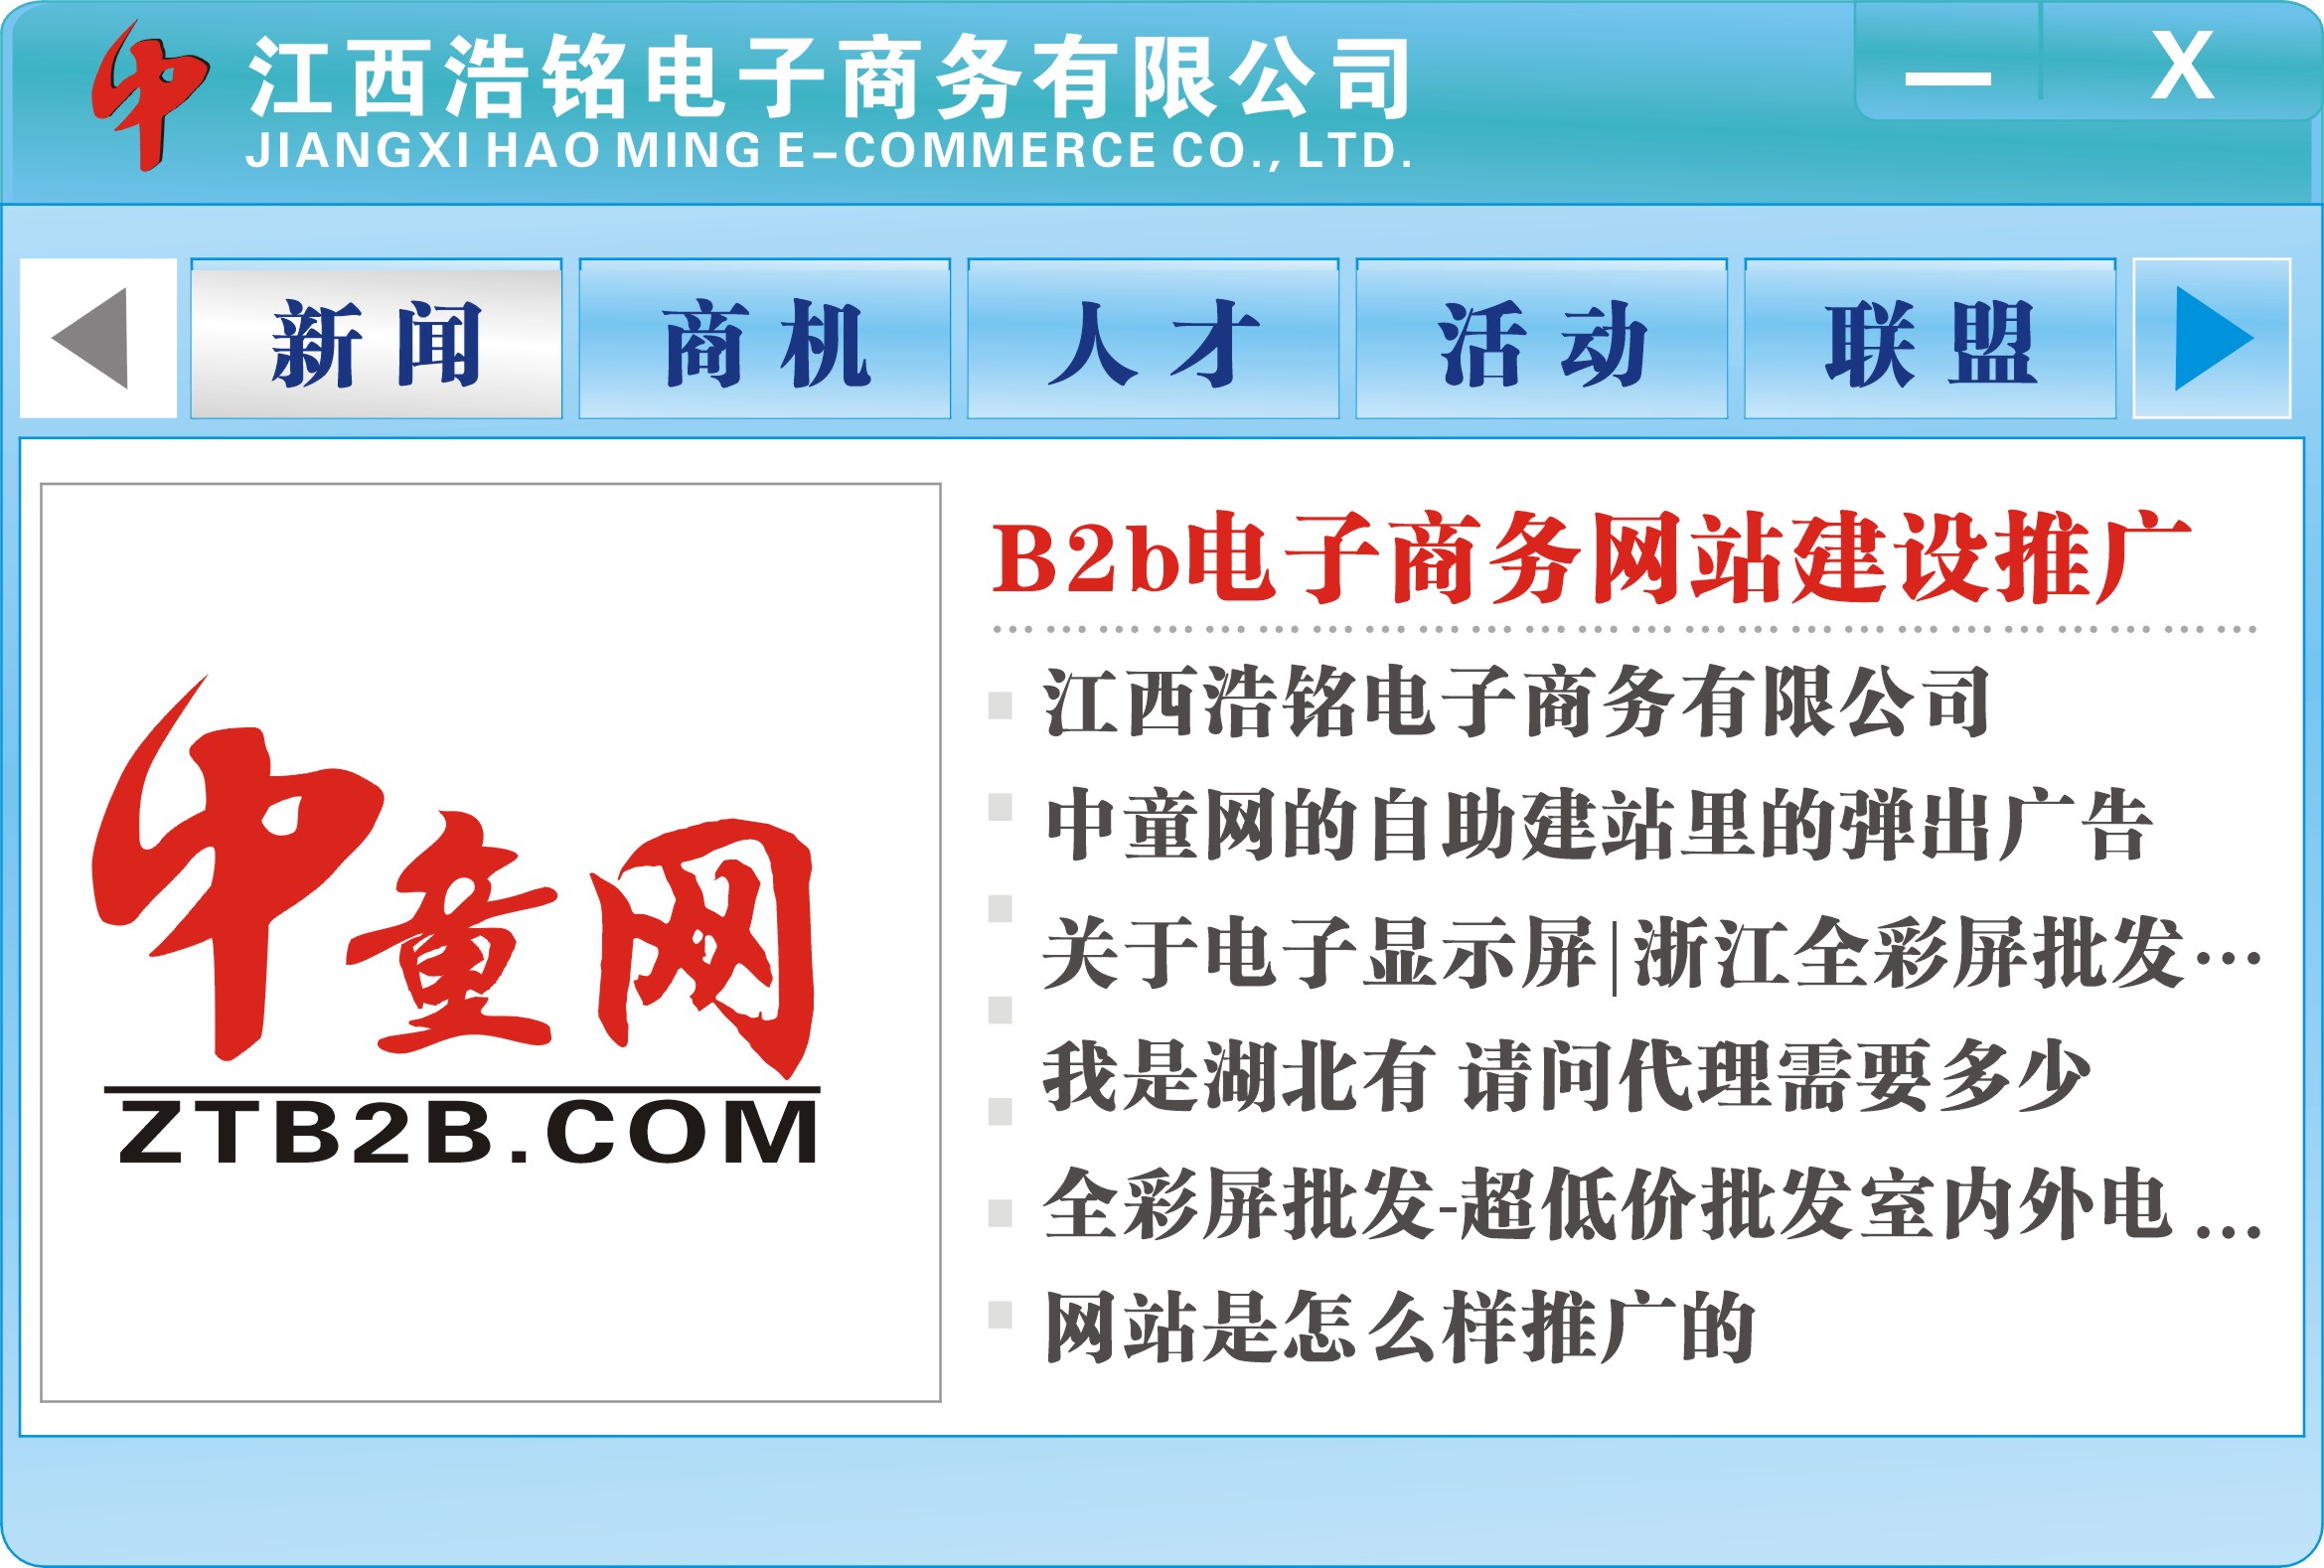 中
江西浩铭电子商务有限公司
JIANGXI HAO MING E-COMMERCE CO., LTD.
X
新闻
商机
人才
活动
联盟
中童网
ZTB2B.COM
B2b电子商务网站建设推广
江西浩铭电子商务有限公司
中童网的自助建站里的弹出广告
关于电子显示屏|浙江全彩屏批发…
我是湖北有 请问代理需要多少
全彩屏批发-超低价批发室内外电...
网站是怎么样推广的